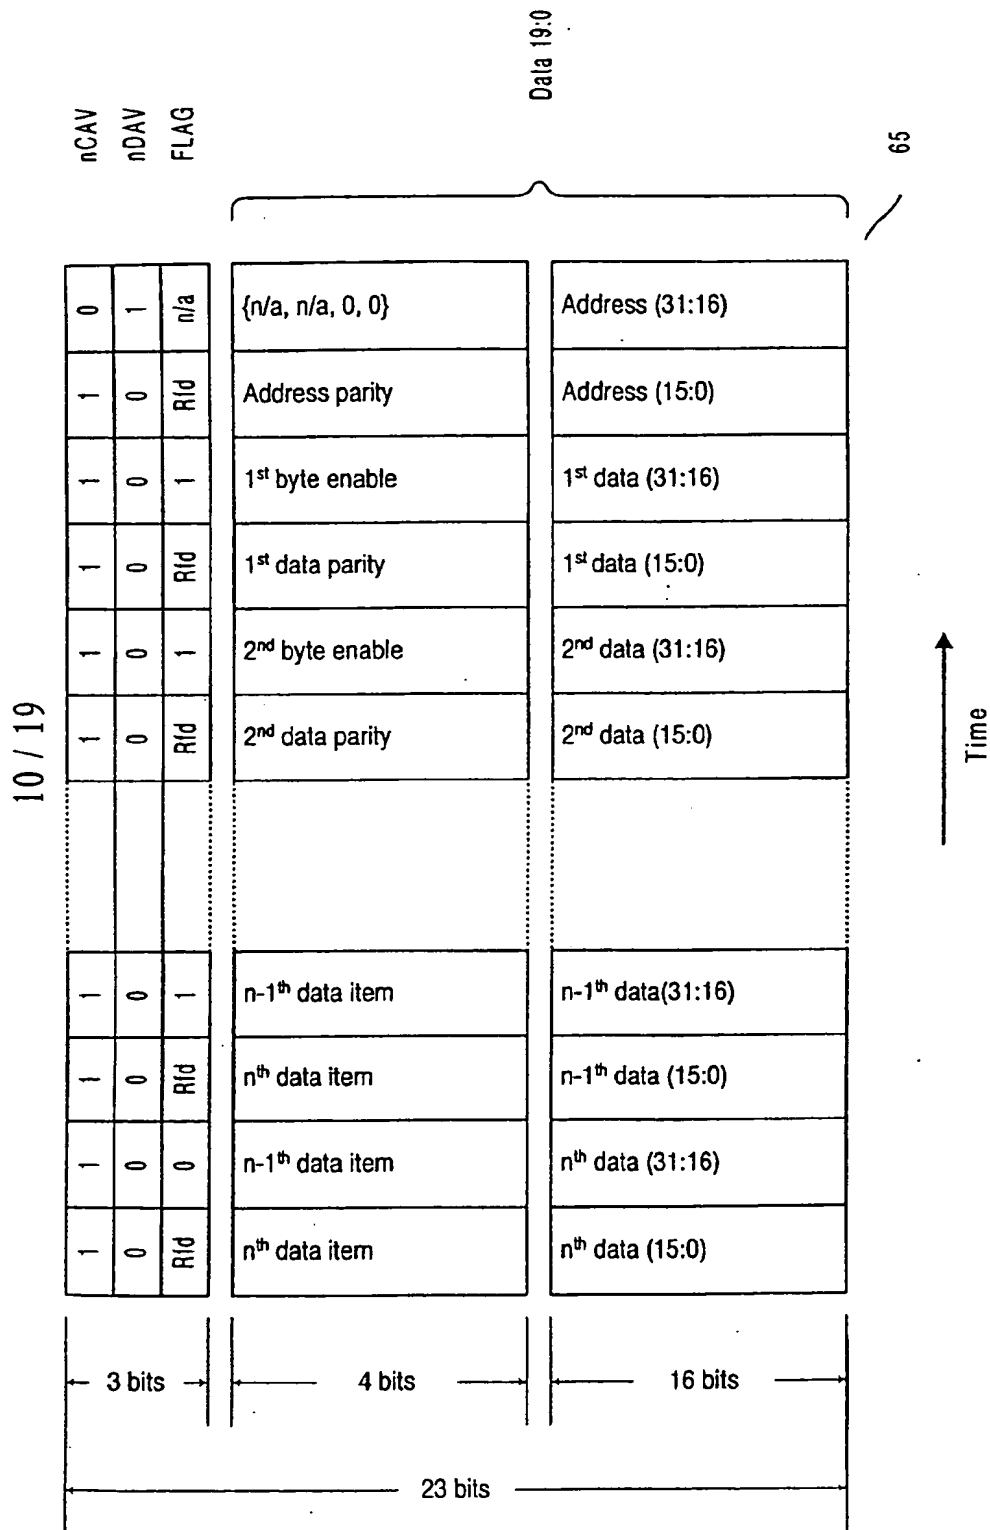 10 / 19
nCAV
nDAV
FLAG
Data 19:0
65
0 1 n/a {n/a, n/a, 0, 0} Address (31:16)
1 0 Rfd Address parity Address (15:0)
1 0 1 1st byte enable 1st data (31:16)
1 0 Rfd 1st data parity 1st data (15:0)
1 0 1 2nd byte enable 2nd data (31:16)
1 0 Rfd 2nd data parity 2nd data (15:0)
1 0 1 n-1th data item n-1th data(31:16)
1 0 Rfd nth data item n-1th data (15:0)
1 0 0 n-1th data item nth data (31:16)
1 0 Rfd nth data item nth data (15:0)
Time
3 bits 4 bits 16 bits
23 bits